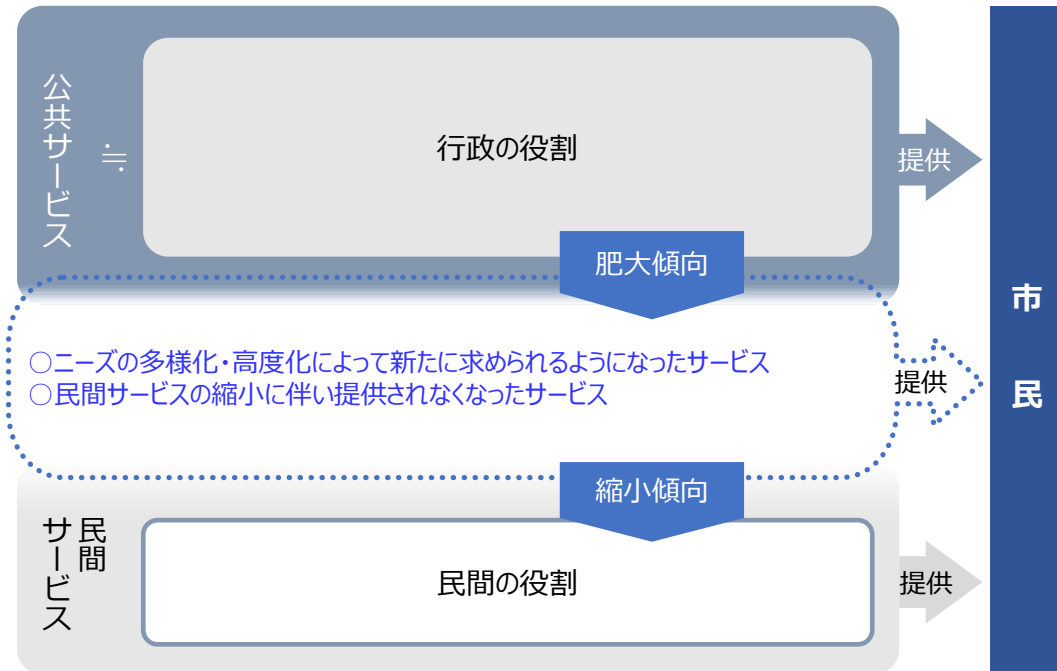 公共サービス
≒
行政の役割
提供
肥大傾向
○ニーズの多様化・高度化によって新たに求められるようになったサービス
○民間サービスの縮小に伴い提供されなくなったサービス
提供
縮小傾向
民間
サービス
民間の役割
提供
市民